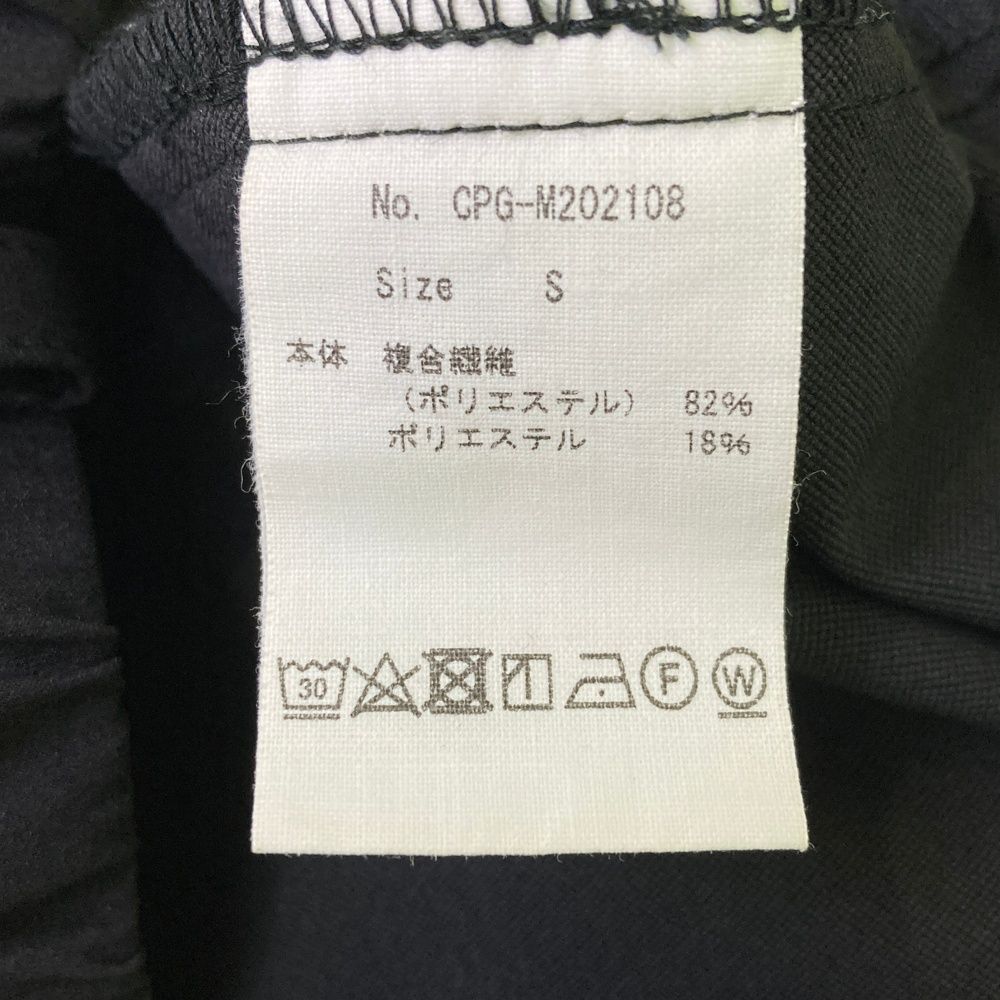 No. CPG-M202108
Size S
本体 複合繊維
(ポリエステル) 82%
ポリエステル 18%
30 F W